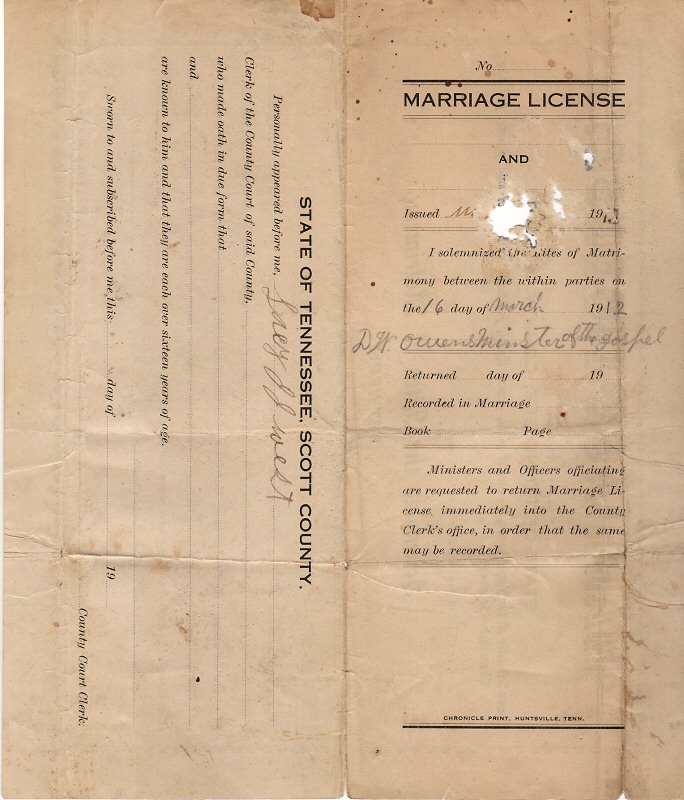 No
MARRIAGE LICENSE
AND
Issued 191
I solemnized the Rites of Matri-
mony between the within parties on
the 16 day of March 1912
D W. Owens Minster of the gospel
Returned day of 19
Recorded in Marriage
Book Page
Ministers and Officers officiating
are requested to return Marriage Li-
cense immediately into the County
Clerk's office, in order that the same
may be recorded.
CHRONICLE PRINT, HUNTSVILLE, TENN.
STATE OF TENNESSEE, SCOTT COUNTY.
Personally appeared before me, west
Clerk of the County Court of said County,
who made oath in due form that
and
are known to him and that they are each over sixteen years of age.
Sworn to and subscribed before me this day of 19
County Court Clerk.